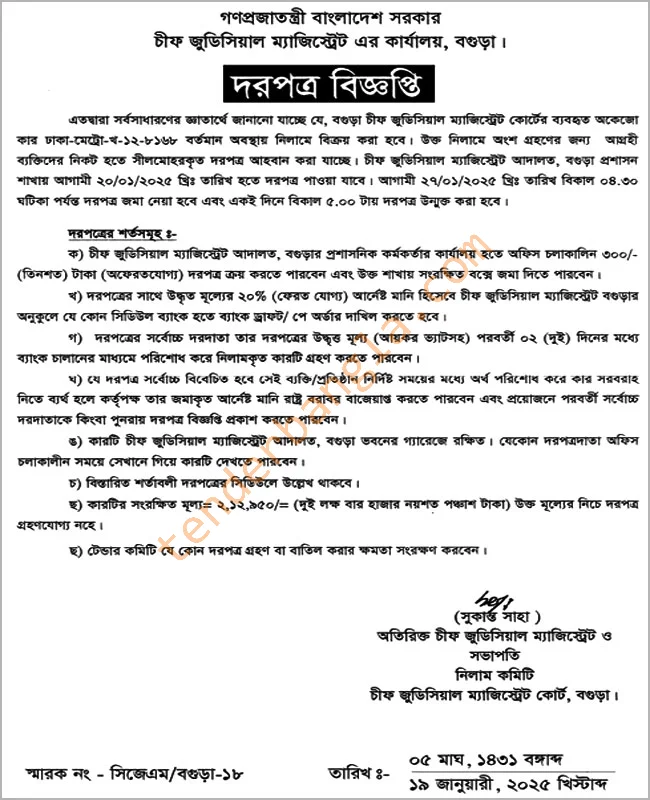 গণপ্রজাতন্ত্রী বাংলাদেশ সরকার
চীফ জুডিসিয়াল ম্যাজিস্ট্রেট এর কার্যালয়, বগুড়া।
দরপত্র বিজ্ঞপ্তি
এতদ্বারা সর্বসাধারণের জ্ঞাতার্থে জানানো যাচ্ছে যে, বগুড়া চীফ জুডিসিয়াল ম্যাজিস্ট্রেট কোর্টের ব্যবহৃত অকেজো
কার ঢাকা-মেট্রো-খ-১২-৮১৬৮ বর্তমান অবস্থায় নিলামে বিক্রয় করা হবে। উক্ত নিলামে অংশ গ্রহণের জন্য আগ্রহী
ব্যক্তিদের নিকট হতে সীলমোহরকৃত দরপত্র আহবান করা যাচ্ছে। চীফ জুডিসিয়াল ম্যাজিস্ট্রেট আদালত, বগুড়া প্রশাসন
শাখায় আগামী ২০/০১/২০২৫ খ্রিঃ তারিখ হতে দরপত্র পাওয়া যাবে। আগামী ২৭/০১/২০২৫ খ্রিঃ তারিখ বিকাল ০৪.৩০
ঘটিকা পর্যন্ত দরপত্র জমা নেয়া হবে এবং একই দিনে বিকাল ৫.০০ টায় দরপত্র উন্মুক্ত করা হবে।
দরপত্রের শর্তসমূহ ঃ-
ক) চীফ জুডিসিয়াল ম্যাজিস্ট্রেট আদালত, বগুড়ার প্রশাসনিক কর্মকর্তার কার্যালয় হতে অফিস চলাকালিন ৩০০/-
(তিনশত) টাকা (অফেরতযোগ্য) দরপত্র ক্রয় করতে পারবেন এবং উক্ত শাখায় সংরক্ষিত বক্সে জমা দিতে পারবেন।
খ) দরপত্রের সাথে উদ্ধৃত মূল্যের ২০% (ফেরত যোগ্য) আর্নেষ্ট মানি হিসেবে চীফ জুডিসিয়াল ম্যাজিস্ট্রেট বগুড়ার
অনুকুলে যে কোন সিডিউল ব্যাংক হতে ব্যাংক ড্রাফট/ পে অর্ডার দাখিল করতে হবে।
গ) দরপত্রের সর্বোচ্চ দরদাতা তার দরপত্রের উদ্ধৃত্ত মূল্য (আয়কর ভ্যাটসহ) পরবর্তী ০২ (দুই) দিনের মধ্যে
ব্যাংক চালানের মাধ্যমে পরিশোধ করে নিলামকৃত কারটি গ্রহণ করতে পারবেন।
ঘ) যে দরপত্র সর্বোচ্চ বিবেচিত হবে সেই ব্যক্তি/প্রতিষ্ঠান নির্দিষ্ট সময়ের মধ্যে অর্থ পরিশোধ করে কার সরবরাহ
নিতে ব্যর্থ হলে কর্তৃপক্ষ তার জমাকৃত আর্নেষ্ট মানি রাষ্ট্র বরাবর বাজেয়াপ্ত করতে পারবেন এবং প্রয়োজনে পরবর্তী সর্বোচ্চ
দরদাতাকে কিংবা পুনরায় দরপত্র বিজ্ঞপ্তি প্রকাশ করতে পারবেন।
ঙ) কারটি চীফ জুডিসিয়াল ম্যাজিস্ট্রেট আদালত, বগুড়া ভবনের গ্যারেজে রক্ষিত। যেকোন দরপত্রদাতা অফিস
চলাকালীন সময়ে সেখানে গিয়ে কারটি দেখতে পারবেন।
চ) বিস্তারিত শর্তাবলী দরপত্রের সিডিউলে উল্লেখ থাকবে।
ছ) কারটির সংরক্ষিত মূল্য= ২,১২,৯৫০/= (দুই লক্ষ বার হাজার নয়শত পঞ্চাশ টাকা) উক্ত মূল্যের নিচে দরপত্র
গ্রহণযোগ্য নহে।
ছ) টেন্ডার কমিটি যে কোন দরপত্র গ্রহণ বা বাতিল করার ক্ষমতা সংরক্ষণ করবেন।
(সুকান্ত সাহা)
অতিরিক্ত চীফ জুডিসিয়াল ম্যাজিস্ট্রেট ও
সভাপতি
নিলাম কমিটি
চীফ জুডিসিয়াল ম্যাজিস্ট্রেট কোর্ট, বগুড়া।
স্মারক নং - সিজেএম/বগুড়া-১৮
তারিখ ঃ-
০৫ মাঘ, ১৪৩১ বঙ্গাব্দ
১৯ জানুয়ারী, ২০২৫ খিস্টাব্দ
tenderbangla.com